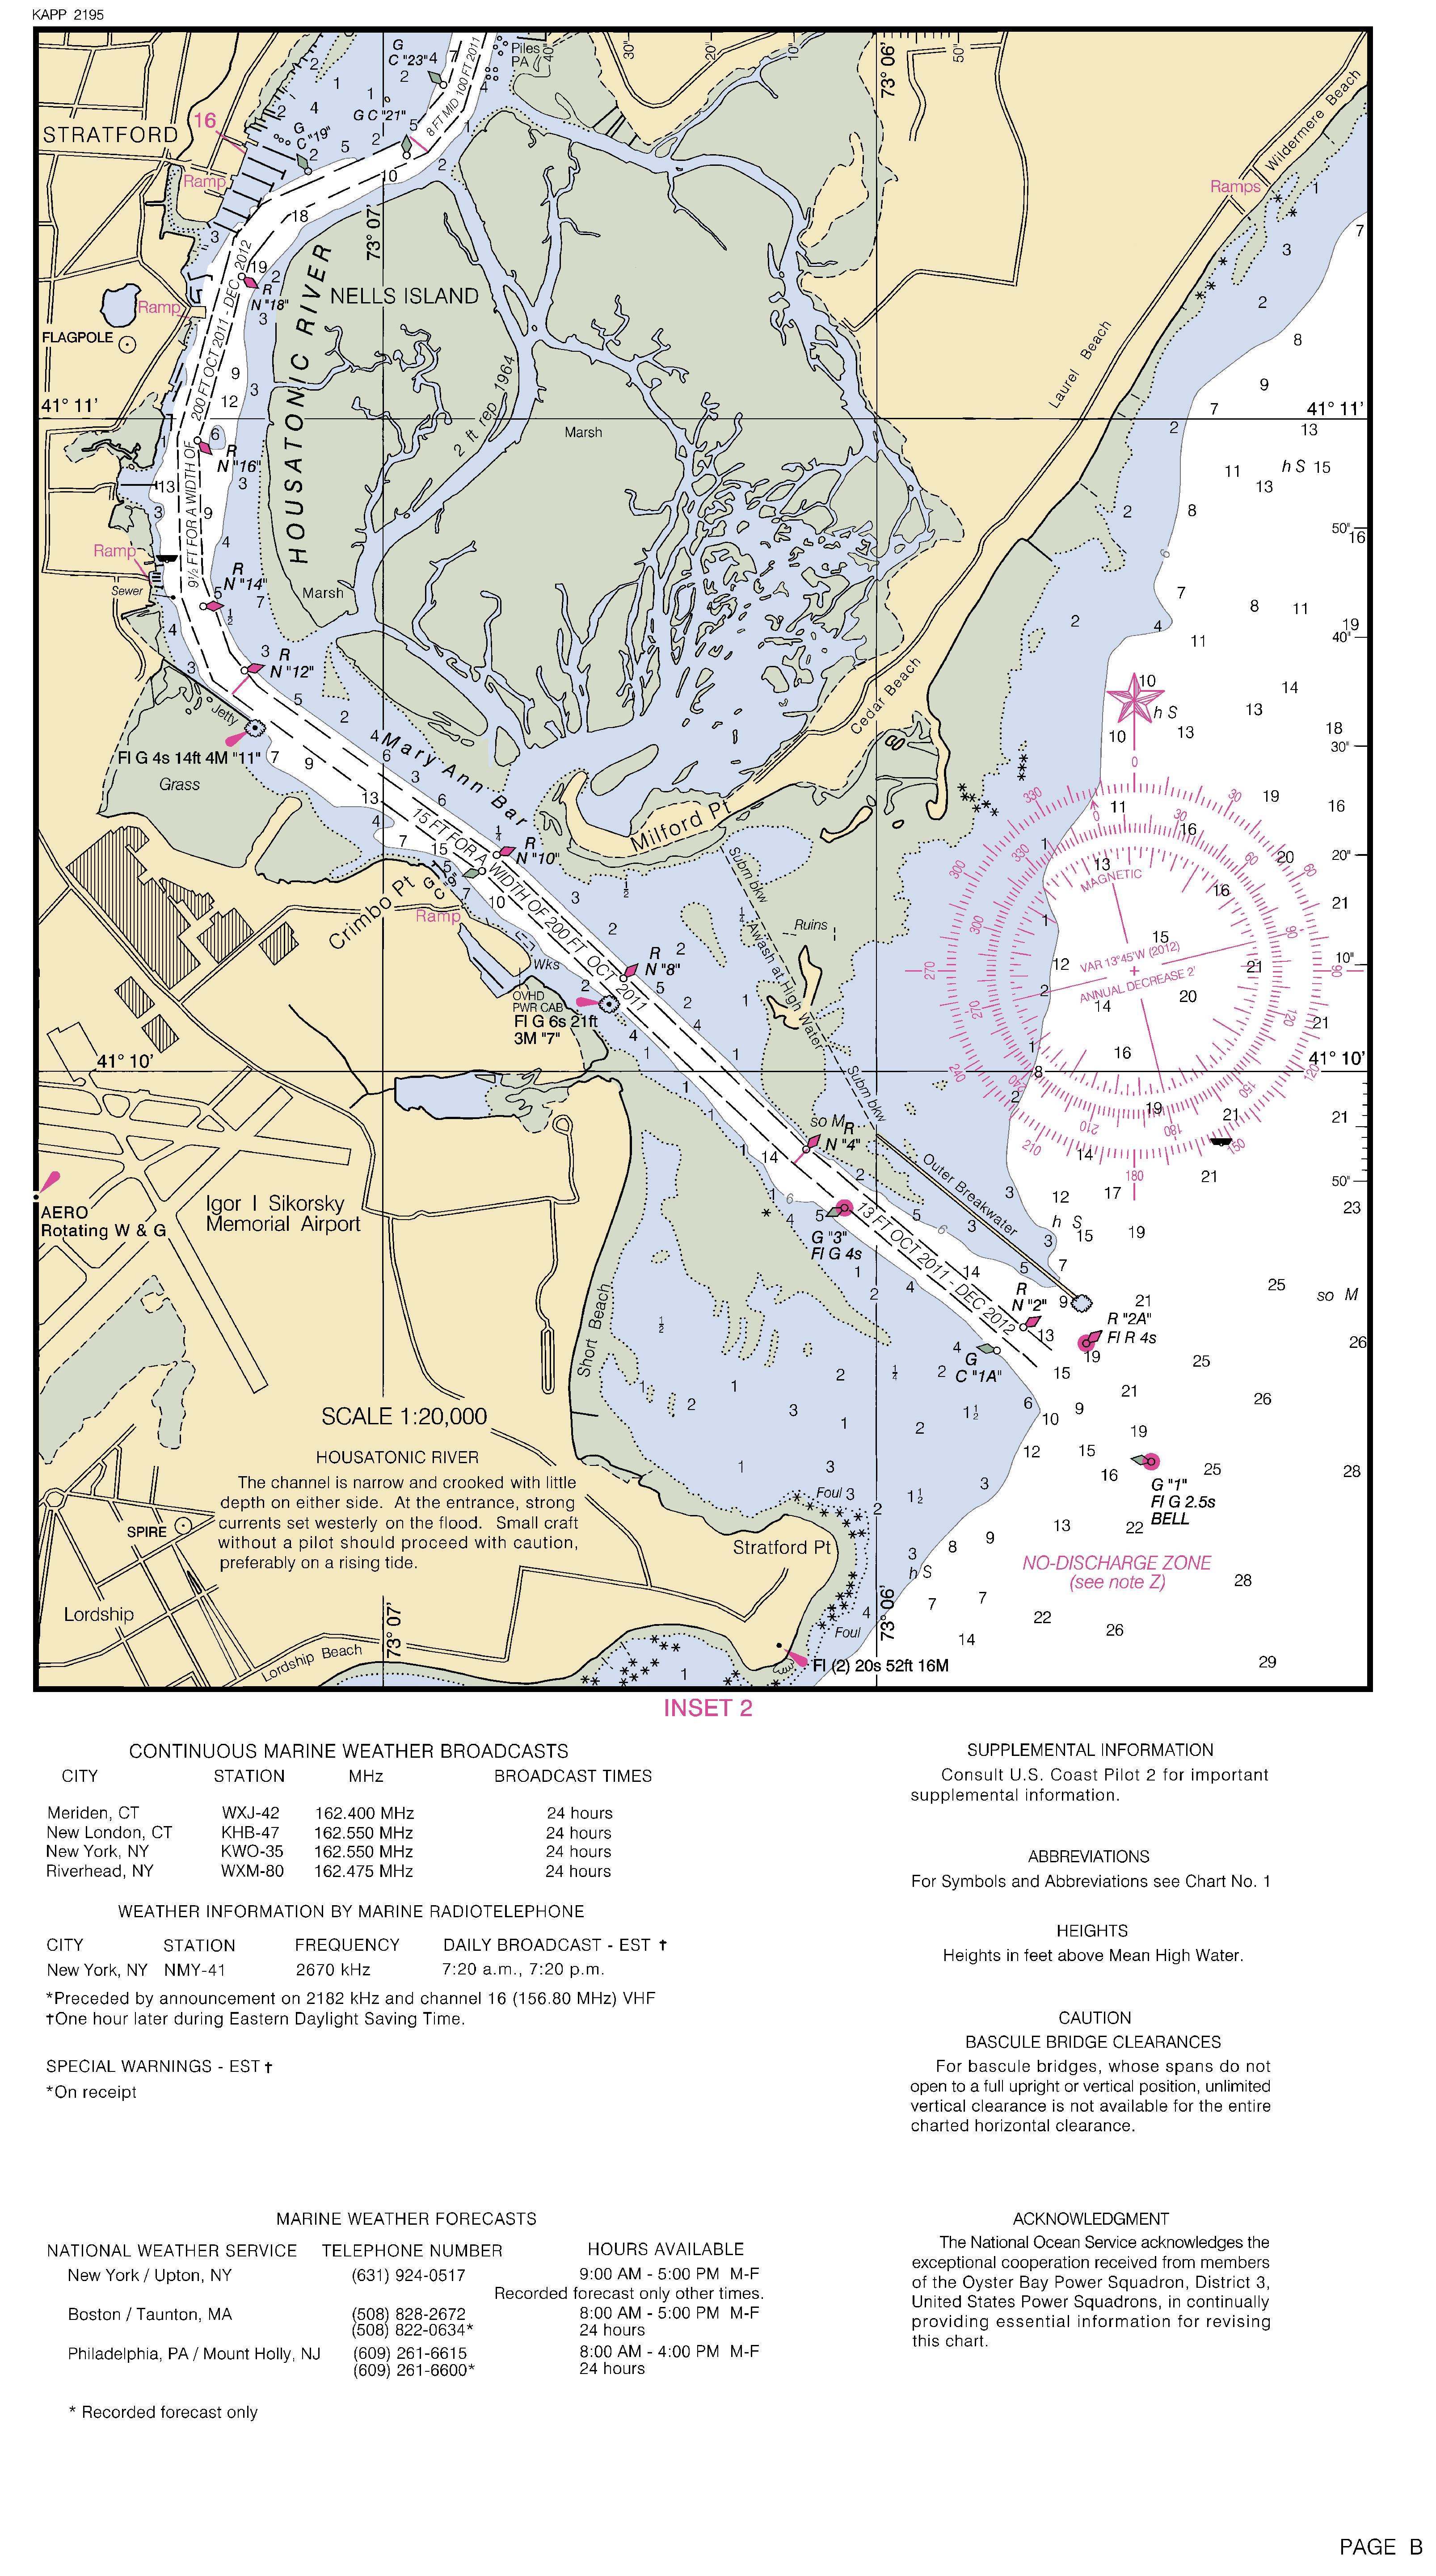 KAPP 2195
G
C "23"
8 FT MID 100 FT 2011
Piles
PA
40"
30"
20"
10"
73° 06'
50"
STRATFORD
16
G
C "19"
G C "21"
Ramp
Wildermere Beach
Ramps
73° 07'
HOUSATONIC RIVER
NELLS ISLAND
R
N "18"
Ramp
FLAGPOLE
200 FT OCT 2011 - DEC 2012
9½ FT FOR A WIDTH OF
2 ft rep 1964
Laurel Beach
41° 11'
41° 11'
Marsh
R
N "16"
h S
50"
Ramp
Sewer
R
N "14"
Marsh
40"
R
N "12"
Cedar Beach
Jetty
Fl G 4s 14ft 4M "11"
Grass
Mary Ann Bar
h S
30"
Milford Pt
15 FT FOR A WIDTH OF 200 FT OCT 2011
R
N "10"
Crimbo Pt
G
C "9"
Ramp
Subm bkw
Awash at High Water
Ruins
20"
MAGNETIC
VAR 13°45'W (2012)
ANNUAL DECREASE 2'
R
N "8"
Wks
OVHD
PWR CAB
Fl G 6s 21ft
3M "7"
10"
41° 10'
41° 10'
Subm bkw
so M
R
N "4"
Outer Breakwater
50"
Igor I Sikorsky
Memorial Airport
AERO
Rotating W & G
G "3"
Fl G 4s
13 FT OCT 2011 - DEC 2012
h S
so M
R
N "2"
R "2A"
Fl R 4s
Short Beach
G
C "1A"
SCALE 1:20,000
HOUSATONIC RIVER
The channel is narrow and crooked with little
depth on either side. At the entrance, strong
currents set westerly on the flood. Small craft
without a pilot should proceed with caution,
preferably on a rising tide.
G "1"
Fl G 2.5s
BELL
Foul
SPIRE
Stratford Pt
h S
NO-DISCHARGE ZONE
(see note Z)
Lordship
Lordship Beach
73° 07'
73° 06'
Foul
Fl (2) 20s 52ft 16M
INSET 2
CONTINUOUS MARINE WEATHER BROADCASTS
CITY STATION MHz BROADCAST TIMES
Meriden, CT WXJ-42 162.400 MHz 24 hours
New London, CT KHB-47 162.550 MHz 24 hours
New York, NY KWO-35 162.550 MHz 24 hours
Riverhead, NY WXM-80 162.475 MHz 24 hours
WEATHER INFORMATION BY MARINE RADIOTELEPHONE
CITY STATION FREQUENCY DAILY BROADCAST - EST †
New York, NY NMY-41 2670 kHz 7:20 a.m., 7:20 p.m.
*Preceded by announcement on 2182 kHz and channel 16 (156.80 MHz) VHF
†One hour later during Eastern Daylight Saving Time.
SPECIAL WARNINGS - EST †
*On receipt
SUPPLEMENTAL INFORMATION
Consult U.S. Coast Pilot 2 for important
supplemental information.
ABBREVIATIONS
For Symbols and Abbreviations see Chart No. 1
HEIGHTS
Heights in feet above Mean High Water.
CAUTION
BASCULE BRIDGE CLEARANCES
For bascule bridges, whose spans do not
open to a full upright or vertical position, unlimited
vertical clearance is not available for the entire
charted horizontal clearance.
MARINE WEATHER FORECASTS
NATIONAL WEATHER SERVICE TELEPHONE NUMBER HOURS AVAILABLE
New York / Upton, NY (631) 924-0517 9:00 AM - 5:00 PM M-F
Recorded forecast only other times.
Boston / Taunton, MA (508) 828-2672 8:00 AM - 5:00 PM M-F
(508) 822-0634* 24 hours
Philadelphia, PA / Mount Holly, NJ (609) 261-6615 8:00 AM - 4:00 PM M-F
(609) 261-6600* 24 hours
* Recorded forecast only
ACKNOWLEDGMENT
The National Ocean Service acknowledges the
exceptional cooperation received from members
of the Oyster Bay Power Squadron, District 3,
United States Power Squadrons, in continually
providing essential information for revising
this chart.
PAGE B